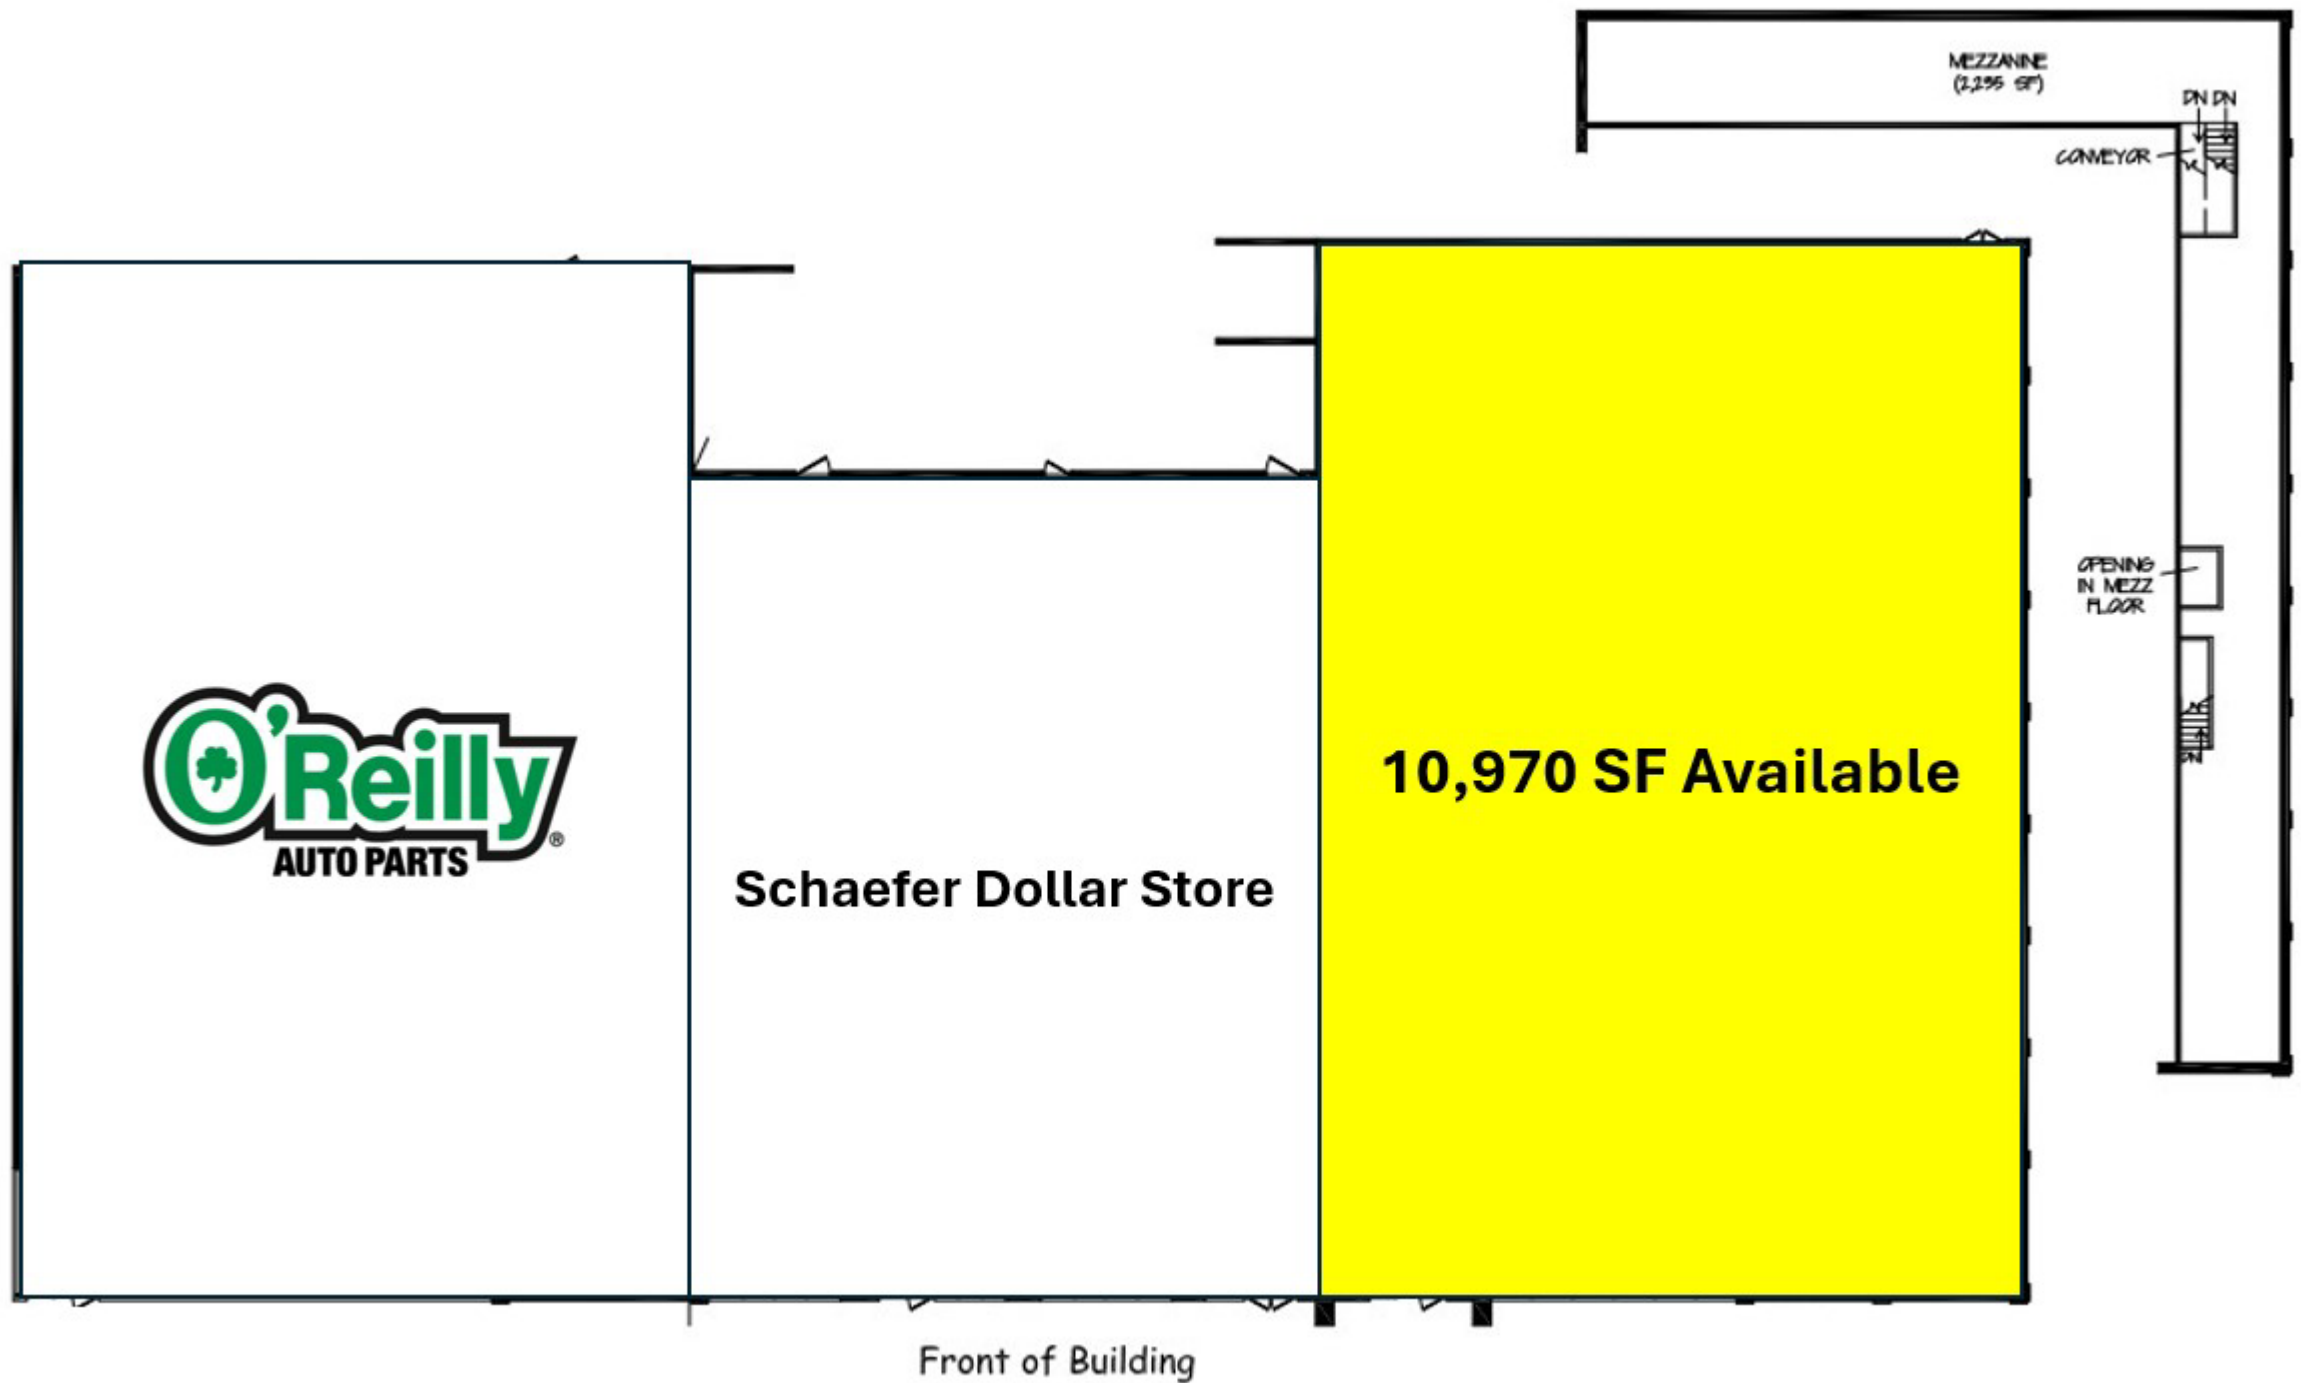 MEZZANINE
(2,235 SF)
DN DN
CONVEYOR
OPENING
IN MEZZ
FLOOR
DN
O'Reilly®
AUTO PARTS
Schaefer Dollar Store
10,970 SF Available
Front of Building